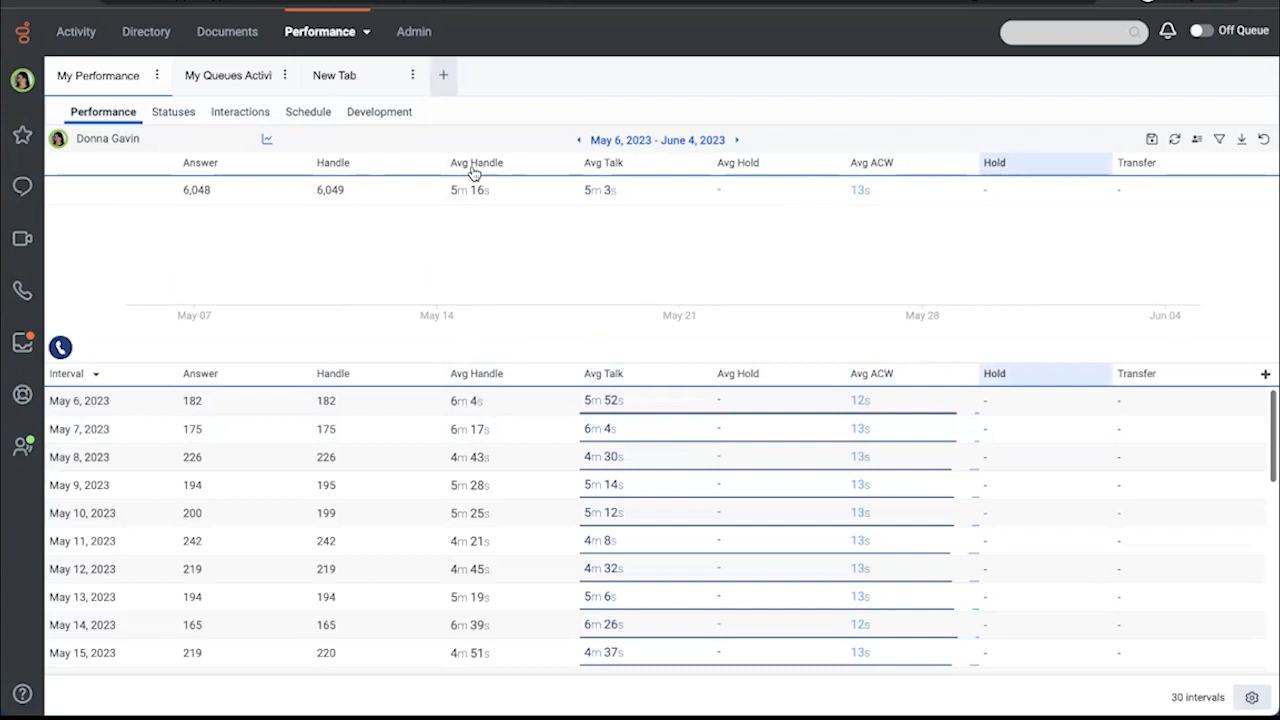 Activity Directory Documents Performance Admin Off Queue
My Performance My Queues Activi New Tab +
Performance Statuses Interactions Schedule Development
Donna Gavin May 6, 2023 - June 4, 2023
Answer Handle Avg Handle Avg Talk Avg Hold Avg ACW Hold Transfer
6,048 6,049 5m 16s 5m 3s - 13s - -
May 07 May 14 May 21 May 28 Jun 04
Interval Answer Handle Avg Handle Avg Talk Avg Hold Avg ACW Hold Transfer +
May 6, 2023 182 182 6m 4s 5m 52s - 12s - -
May 7, 2023 175 175 6m 17s 6m 4s - 13s - -
May 8, 2023 226 226 4m 43s 4m 30s - 13s - -
May 9, 2023 194 195 5m 28s 5m 14s - 13s - -
May 10, 2023 200 199 5m 25s 5m 12s - 13s - -
May 11, 2023 242 242 4m 21s 4m 8s - 13s - -
May 12, 2023 219 219 4m 45s 4m 32s - 13s - -
May 13, 2023 194 194 5m 19s 5m 6s - 13s - -
May 14, 2023 165 165 6m 39s 6m 26s - 12s - -
May 15, 2023 219 220 4m 51s 4m 37s - 13s - -
30 intervals